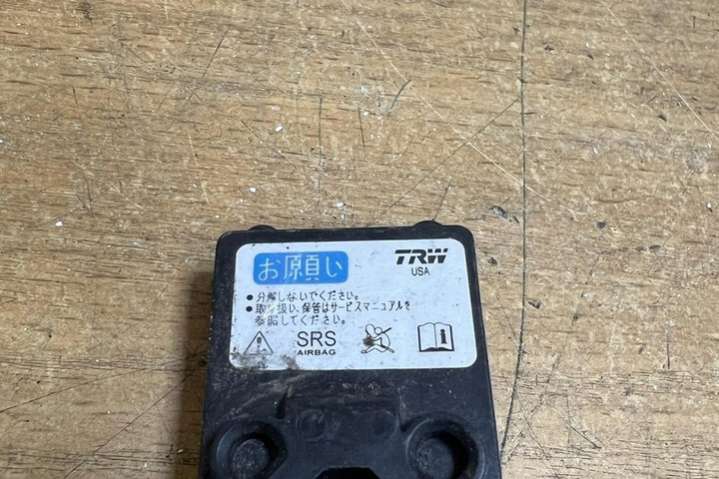 お願い
TRW
USA
●分解しないでください。
●取り扱い、保管はサービスマニュアルを
参照してください。
SRS
AIRBAG